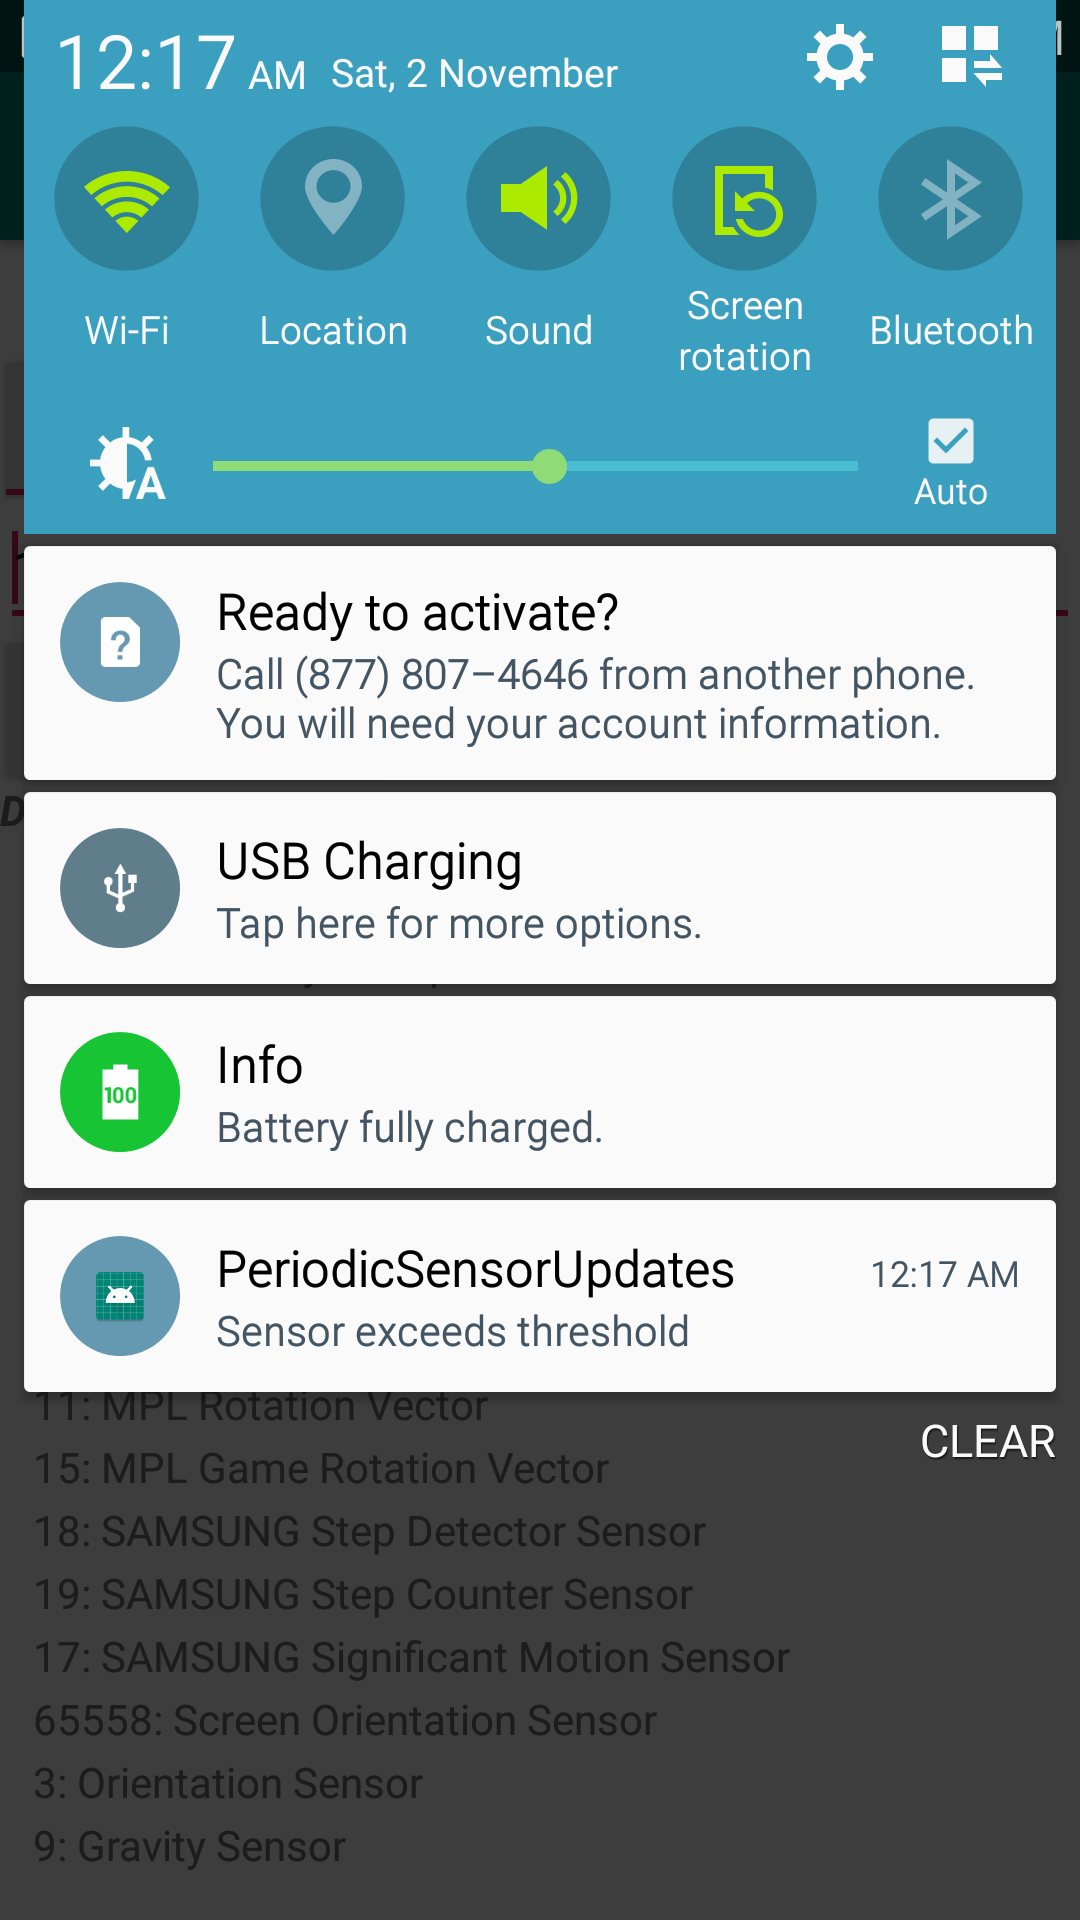 12:17 AM Sat, 2 November
Wi-Fi
Location
Sound
Screen
rotation
Bluetooth
A
Auto
?
Ready to activate?
Call (877) 807-4646 from another phone.
You will need your account information.
D
USB Charging
Tap here for more options.
100
Info
Battery fully charged.
PeriodicSensorUpdates 12:17 AM
Sensor exceeds threshold
11: MPL Rotation Vector
CLEAR
15: MPL Game Rotation Vector
18: SAMSUNG Step Detector Sensor
19: SAMSUNG Step Counter Sensor
17: SAMSUNG Significant Motion Sensor
65558: Screen Orientation Sensor
3: Orientation Sensor
9: Gravity Sensor